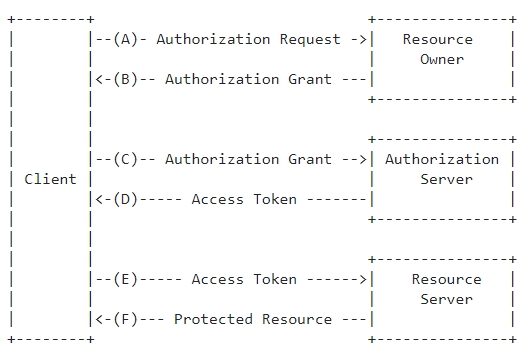 +--------+                               +---------------+
|        |--(A)- Authorization Request ->|   Resource    |
|        |                               |     Owner     |
|        |<-(B)-- Authorization Grant ---|               |
|        |                               +---------------+
|        |
|        |                               +---------------+
|        |--(C)-- Authorization Grant -->| Authorization |
| Client |                               |     Server    |
|        |<-(D)----- Access Token -------|               |
|        |                               +---------------+
|        |
|        |                               +---------------+
|        |--(E)----- Access Token ------>|    Resource   |
|        |                               |     Server    |
|        |<-(F)--- Protected Resource ---|               |
+--------+                               +---------------+